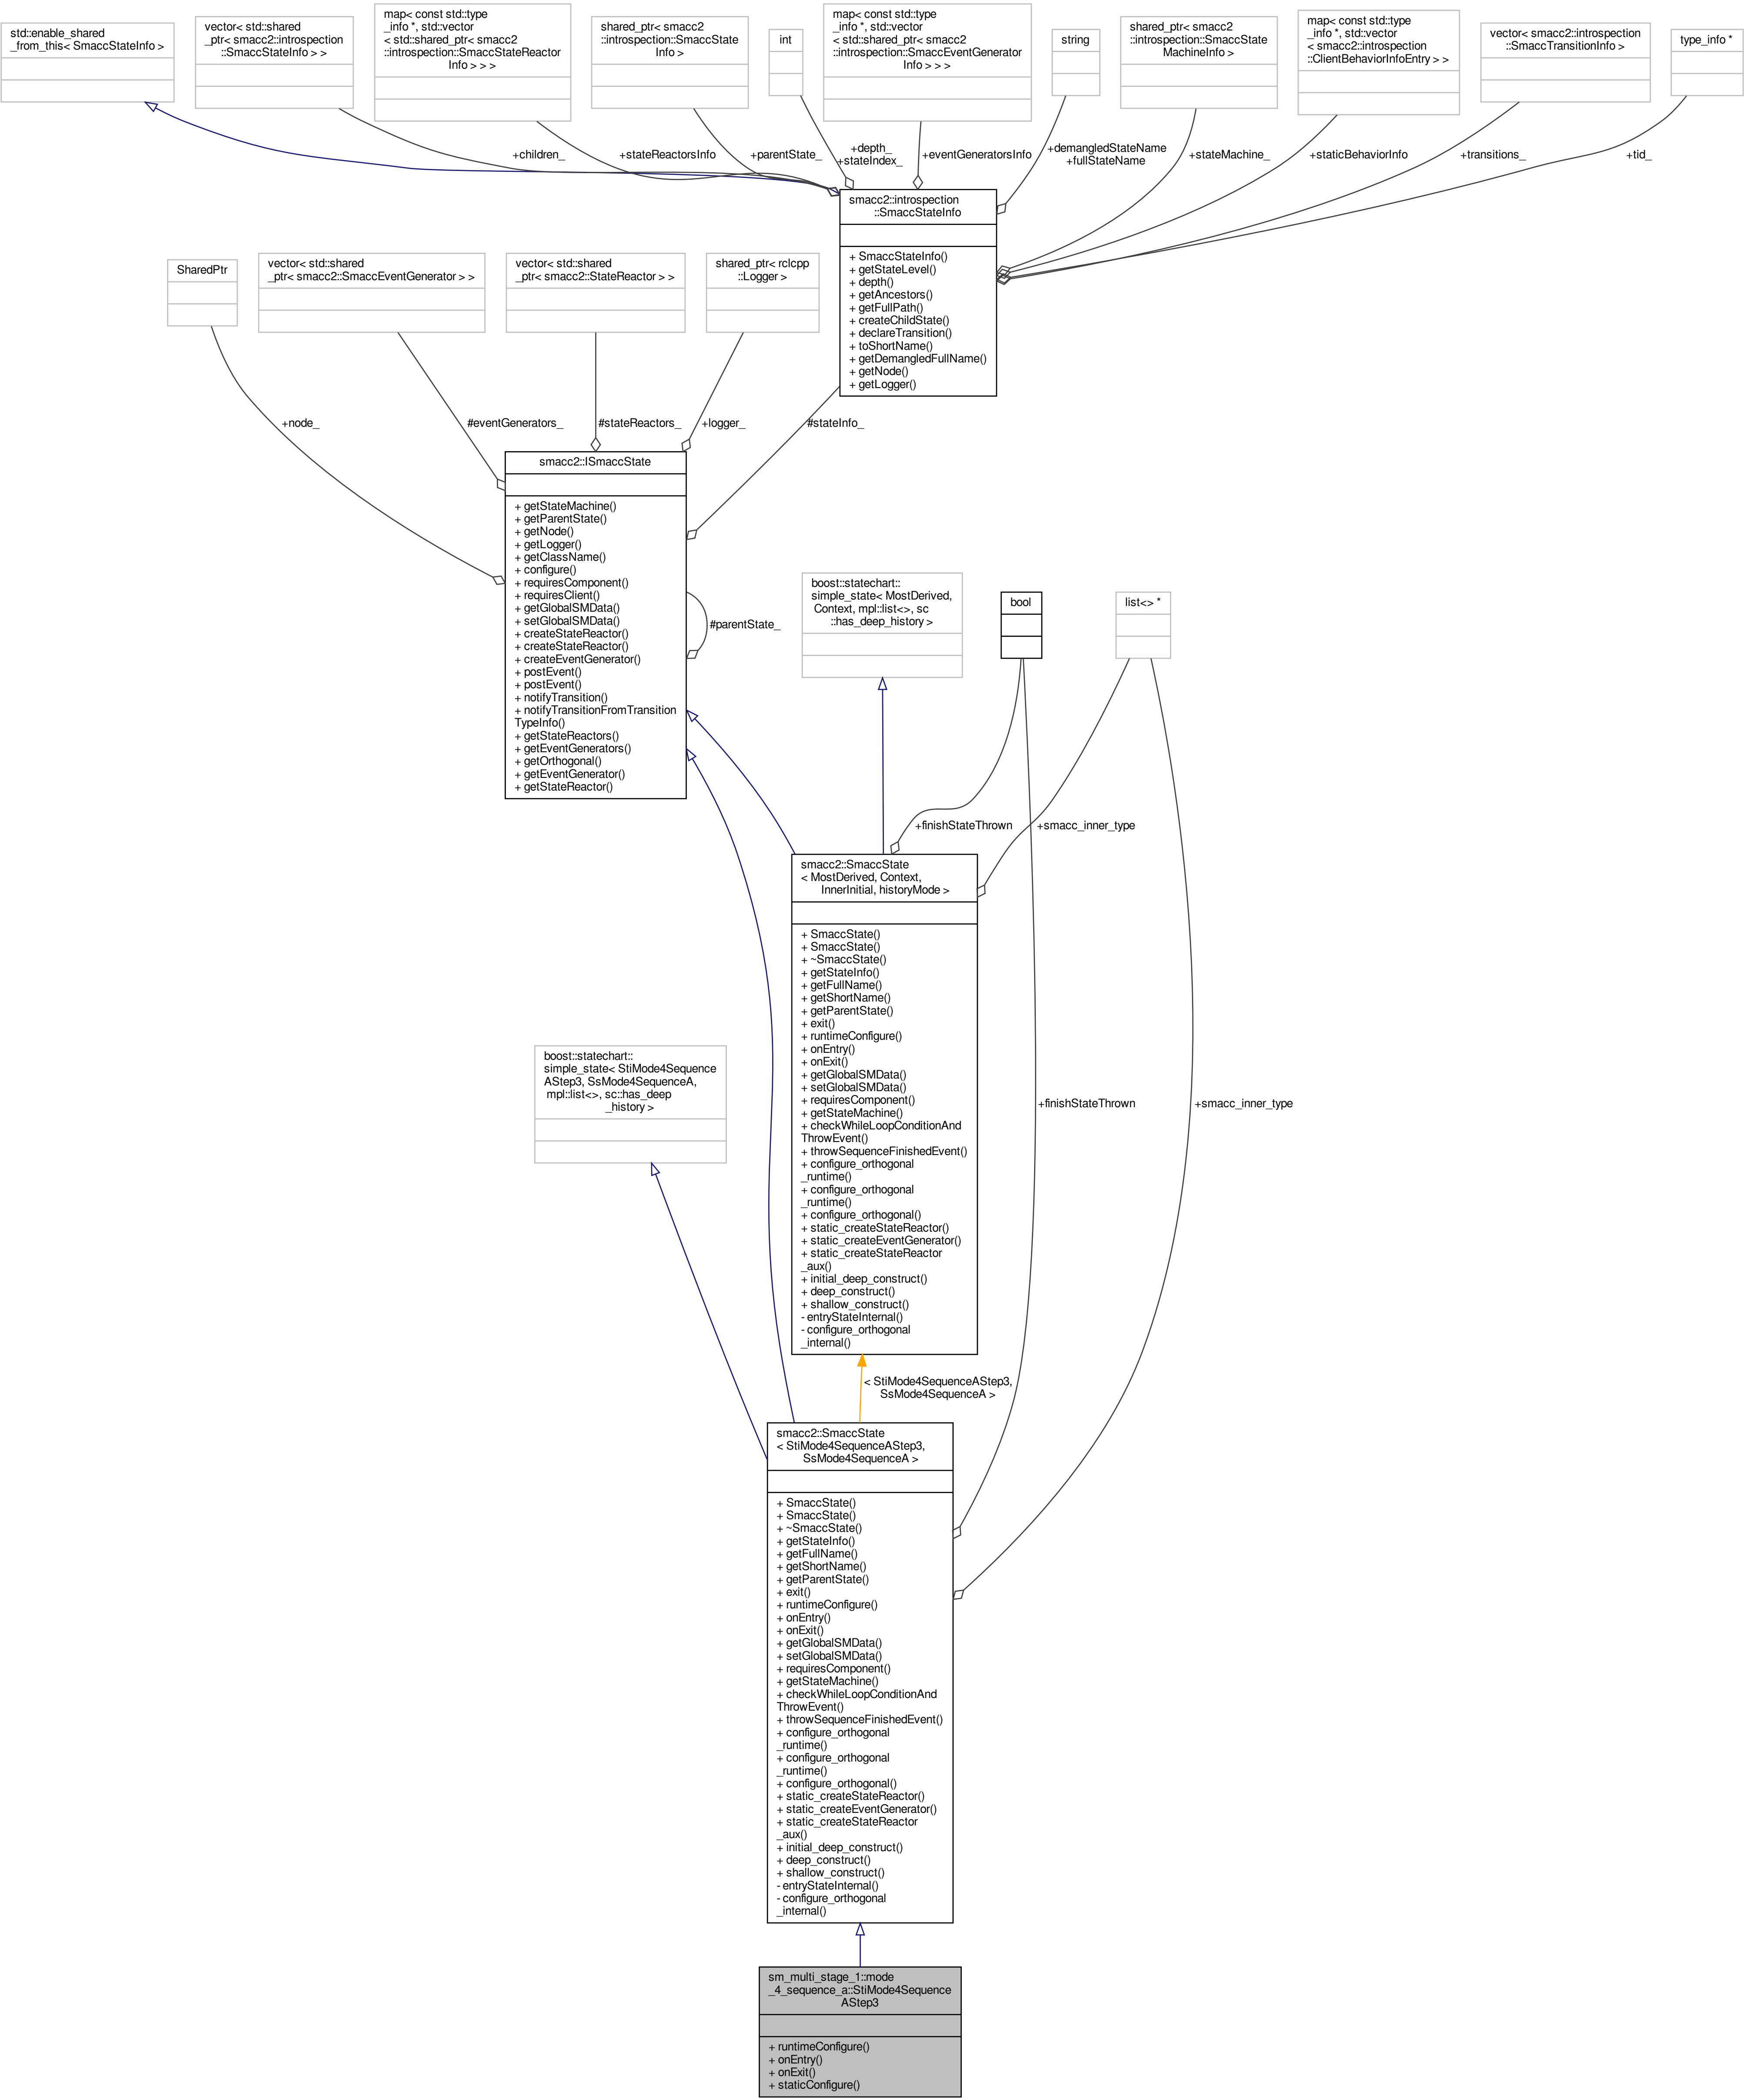 std::enable_shared
_from_this< SmaccStateInfo >
vector< std::shared
_ptr< smacc2::introspection
::SmaccStateInfo > >
map< const std::type
_info *, std::vector
< std::shared_ptr< smacc2
::introspection::SmaccStateReactor
Info > > >
shared_ptr< smacc2
::introspection::SmaccState
Info >
int
map< const std::type
_info *, std::vector
< std::shared_ptr< smacc2
::introspection::SmaccEventGenerator
Info > > >
string
shared_ptr< smacc2
::introspection::SmaccState
MachineInfo >
map< const std::type
_info *, std::vector
< smacc2::introspection
::ClientBehaviorInfoEntry > >
vector< smacc2::introspection
::SmaccTransitionInfo >
type_info *
+children_
+stateReactorsInfo
+parentState_
+depth_
+stateIndex_
+eventGeneratorsInfo
+demangledStateName
+fullStateName
+stateMachine_
+staticBehaviorInfo
+transitions_
+tid_
smacc2::introspection
::SmaccStateInfo
+ SmaccStateInfo()
+ getStateLevel()
+ depth()
+ getAncestors()
+ getFullPath()
+ createChildState()
+ declareTransition()
+ toShortName()
+ getDemangledFullName()
+ getNode()
+ getLogger()
SharedPtr
vector< std::shared
_ptr< smacc2::SmaccEventGenerator > >
vector< std::shared
_ptr< smacc2::StateReactor > >
shared_ptr< rclcpp
::Logger >
+node_
#eventGenerators_
#stateReactors_
+logger_
#stateInfo_
smacc2::ISmaccState
+ getStateMachine()
+ getParentState()
+ getNode()
+ getLogger()
+ getClassName()
+ configure()
+ requiresComponent()
+ requiresClient()
+ getGlobalSMData()
+ setGlobalSMData()
+ createStateReactor()
+ createStateReactor()
+ createEventGenerator()
+ postEvent()
+ postEvent()
+ notifyTransition()
+ notifyTransitionFromTransition
TypeInfo()
+ getStateReactors()
+ getEventGenerators()
+ getOrthogonal()
+ getEventGenerator()
+ getStateReactor()
#parentState_
boost::statechart::
simple_state< MostDerived,
Context, mpl::list<>, sc
::has_deep_history >
bool
list<> *
+finishStateThrown
+smacc_inner_type
smacc2::SmaccState
< MostDerived, Context,
InnerInitial, historyMode >
+ SmaccState()
+ SmaccState()
+ ~SmaccState()
+ getStateInfo()
+ getFullName()
+ getShortName()
+ getParentState()
+ exit()
+ runtimeConfigure()
+ onEntry()
+ onExit()
+ getGlobalSMData()
+ setGlobalSMData()
+ requiresComponent()
+ getStateMachine()
+ checkWhileLoopConditionAnd
ThrowEvent()
+ throwSequenceFinishedEvent()
+ configure_orthogonal
_runtime()
+ configure_orthogonal
_runtime()
+ configure_orthogonal()
+ static_createStateReactor()
+ static_createEventGenerator()
+ static_createStateReactor
_aux()
+ initial_deep_construct()
+ deep_construct()
+ shallow_construct()
- entryStateInternal()
- configure_orthogonal
_internal()
boost::statechart::
simple_state< StiMode4Sequence
AStep3, SsMode4SequenceA,
mpl::list<>, sc::has_deep
_history >
+finishStateThrown
+smacc_inner_type
< StiMode4SequenceAStep3,
SsMode4SequenceA >
smacc2::SmaccState
< StiMode4SequenceAStep3,
SsMode4SequenceA >
+ SmaccState()
+ SmaccState()
+ ~SmaccState()
+ getStateInfo()
+ getFullName()
+ getShortName()
+ getParentState()
+ exit()
+ runtimeConfigure()
+ onEntry()
+ onExit()
+ getGlobalSMData()
+ setGlobalSMData()
+ requiresComponent()
+ getStateMachine()
+ checkWhileLoopConditionAnd
ThrowEvent()
+ throwSequenceFinishedEvent()
+ configure_orthogonal
_runtime()
+ configure_orthogonal
_runtime()
+ configure_orthogonal()
+ static_createStateReactor()
+ static_createEventGenerator()
+ static_createStateReactor
_aux()
+ initial_deep_construct()
+ deep_construct()
+ shallow_construct()
- entryStateInternal()
- configure_orthogonal
_internal()
sm_multi_stage_1::mode
_4_sequence_a::StiMode4Sequence
AStep3
+ runtimeConfigure()
+ onEntry()
+ onExit()
+ staticConfigure()